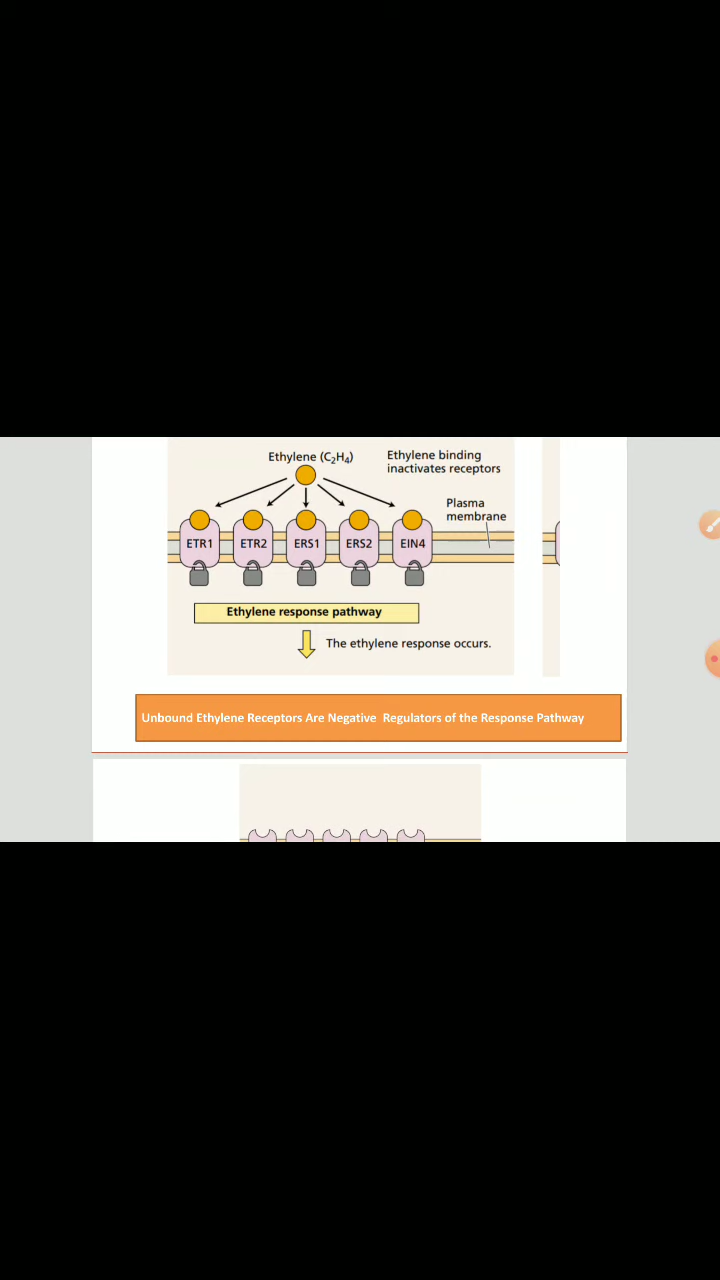 Ethylene (C₂H₄)
Ethylene binding
inactivates receptors
Plasma
membrane
ETR1
ETR2
ERS1
ERS2
EIN4
Ethylene response pathway
The ethylene response occurs.
Unbound Ethylene Receptors Are Negative Regulators of the Response Pathway